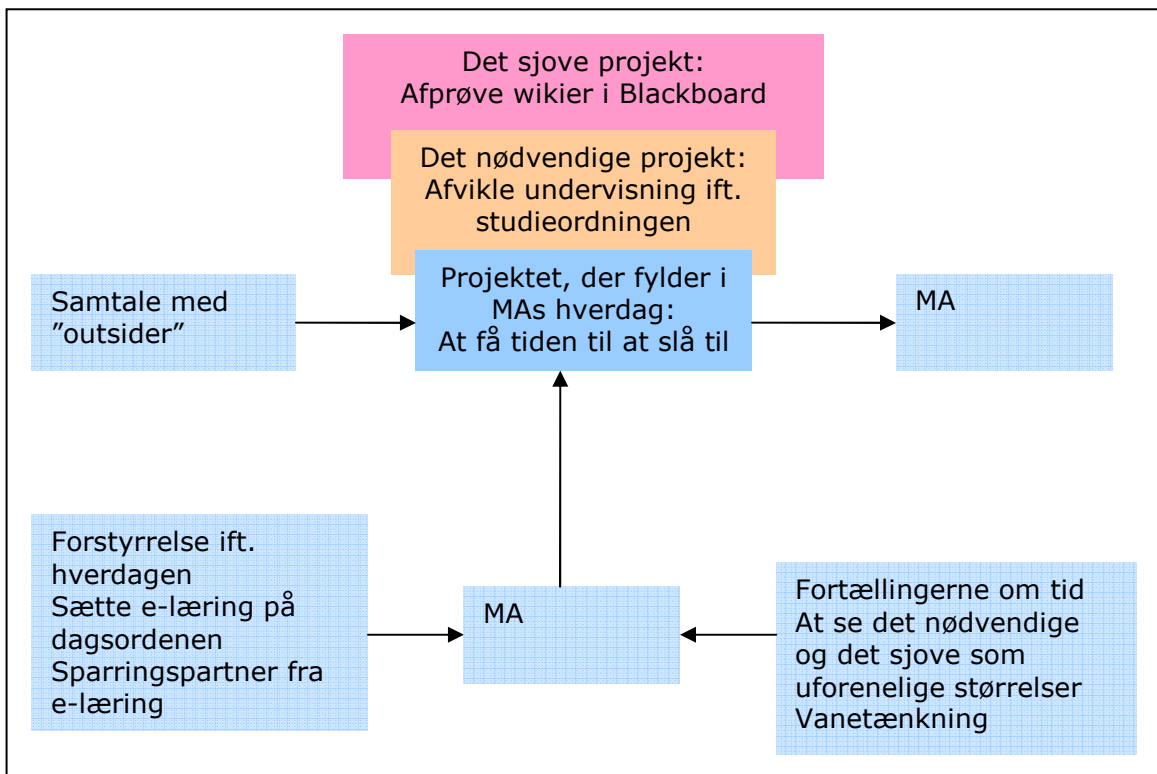 Det sjove projekt:
Afprøve wikier i Blackboard
Det nødvendige projekt:
Afvikle undervisning ift.
studieordningen
Samtale med
”outsider”
Projektet, der fylder i
MAs hverdag:
At få tiden til at slå til
MA
Forstyrrelse ift.
hverdagen
Sætte e-læring på
dagsordenen
Sparringspartner fra
e-læring
MA
Fortællingerne om tid
At se det nødvendige
og det sjove som
uforenelige størrelser
Vanetænkning